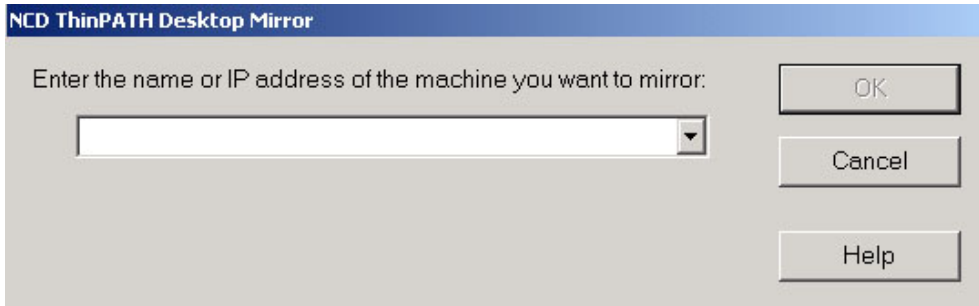 NCD ThinPATH Desktop Mirror
Enter the name or IP address of the machine you want to mirror:
OK
Cancel
Help